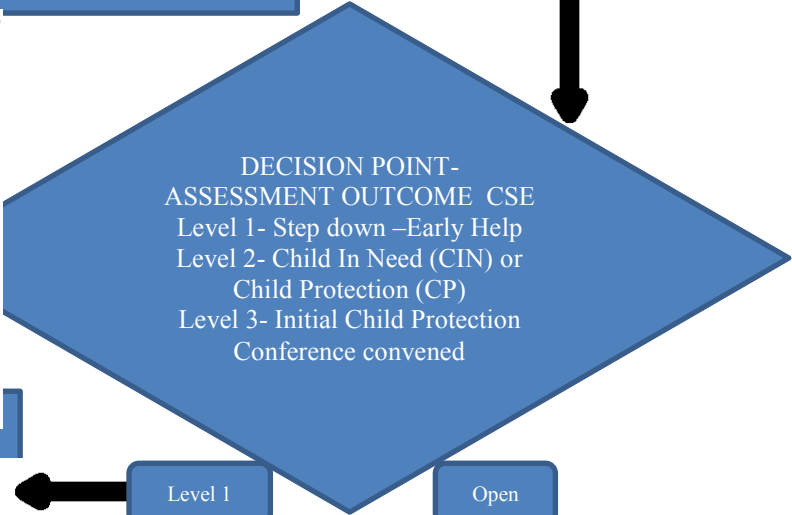 DECISION POINT-
ASSESSMENT OUTCOME CSE
Level 1- Step down –Early Help
Level 2- Child In Need (CIN) or
Child Protection (CP)
Level 3- Initial Child Protection
Conference convened
Level 1
Open